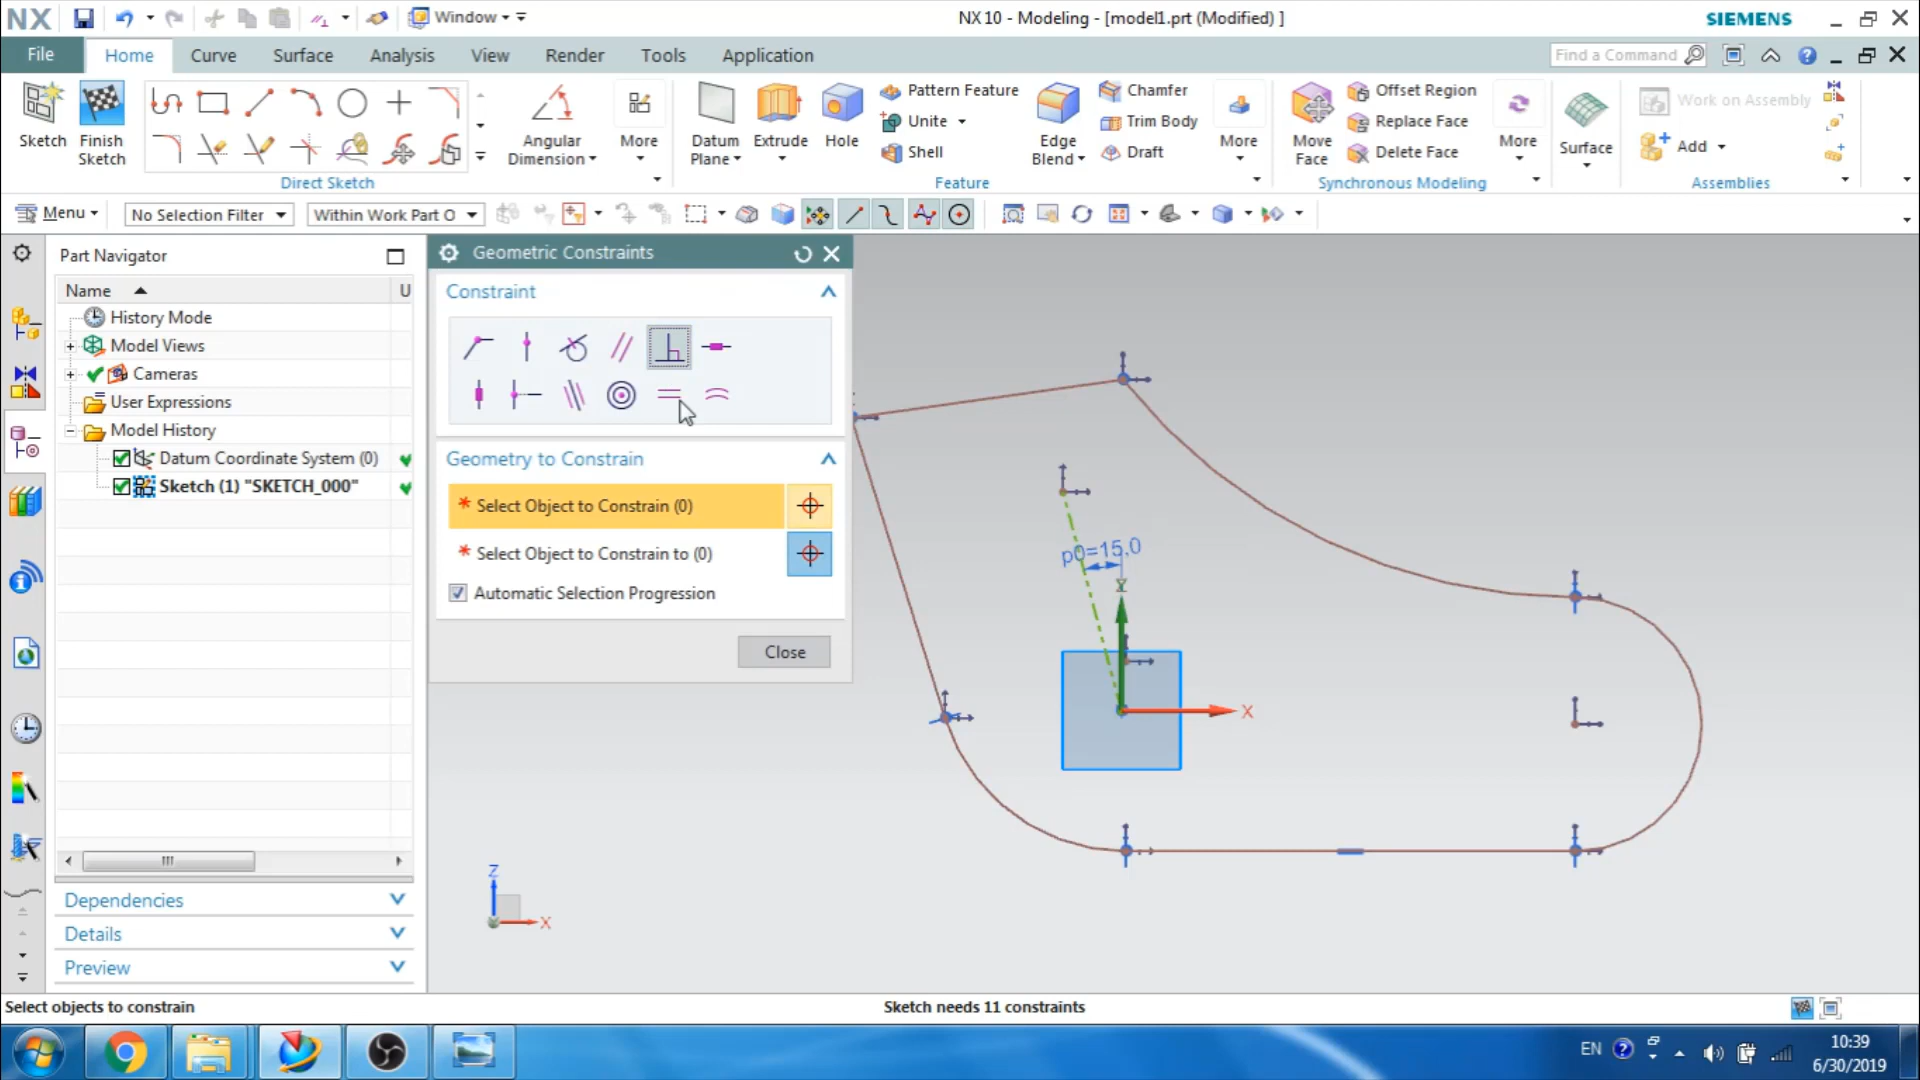 NX
Window
NX 10 - Modeling - [model1.prt (Modified) ]
SIEMENS
File
Home
Curve
Surface
Analysis
View
Render
Tools
Application
Find a Command
Sketch
Finish Sketch
Direct Sketch
Angular Dimension
More
Datum Plane
Extrude
Hole
Pattern Feature
Unite
Shell
Edge Blend
Chamfer
Trim Body
Draft
More
Feature
Move Face
Offset Region
Replace Face
Delete Face
More
Synchronous Modeling
Surface
Work on Assembly
Add
Assemblies
Menu
No Selection Filter
Within Work Part O
Part Navigator
Name
U
History Mode
Model Views
Cameras
User Expressions
Model History
Datum Coordinate System (0)
Sketch (1) "SKETCH_000"
Dependencies
Details
Preview
Geometric Constraints
Constraint
Geometry to Constrain
* Select Object to Constrain (0)
* Select Object to Constrain to (0)
Automatic Selection Progression
Close
p0=15.0
Y
X
Z
X
Select objects to constrain
Sketch needs 11 constraints
EN
10:39
6/30/2019